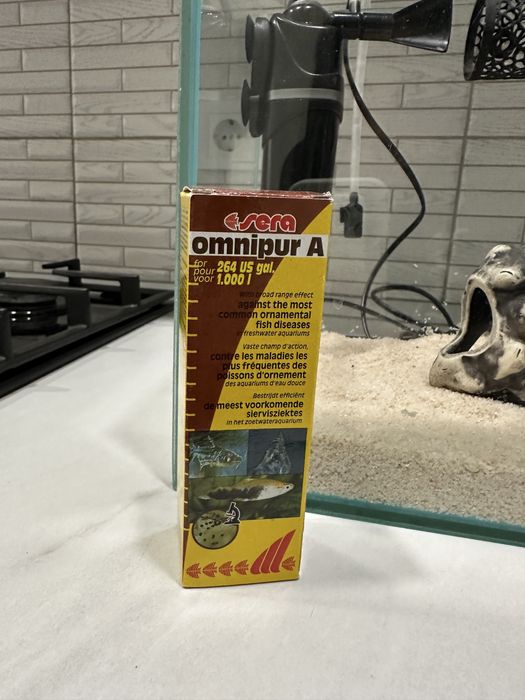 sera
omnipur A
for
pour
voor
264 US gal.
1.000 l
With broad range effect
against the most
common ornamental
fish diseases
in freshwater aquariums
Vaste champ d'action,
contre les maladies les
plus fréquentes des
poissons d'ornement
des aquariums d'eau douce
Bestrijdt efficiënt
de meest voorkomende
siervisziektes
in het zoetwateraquarium